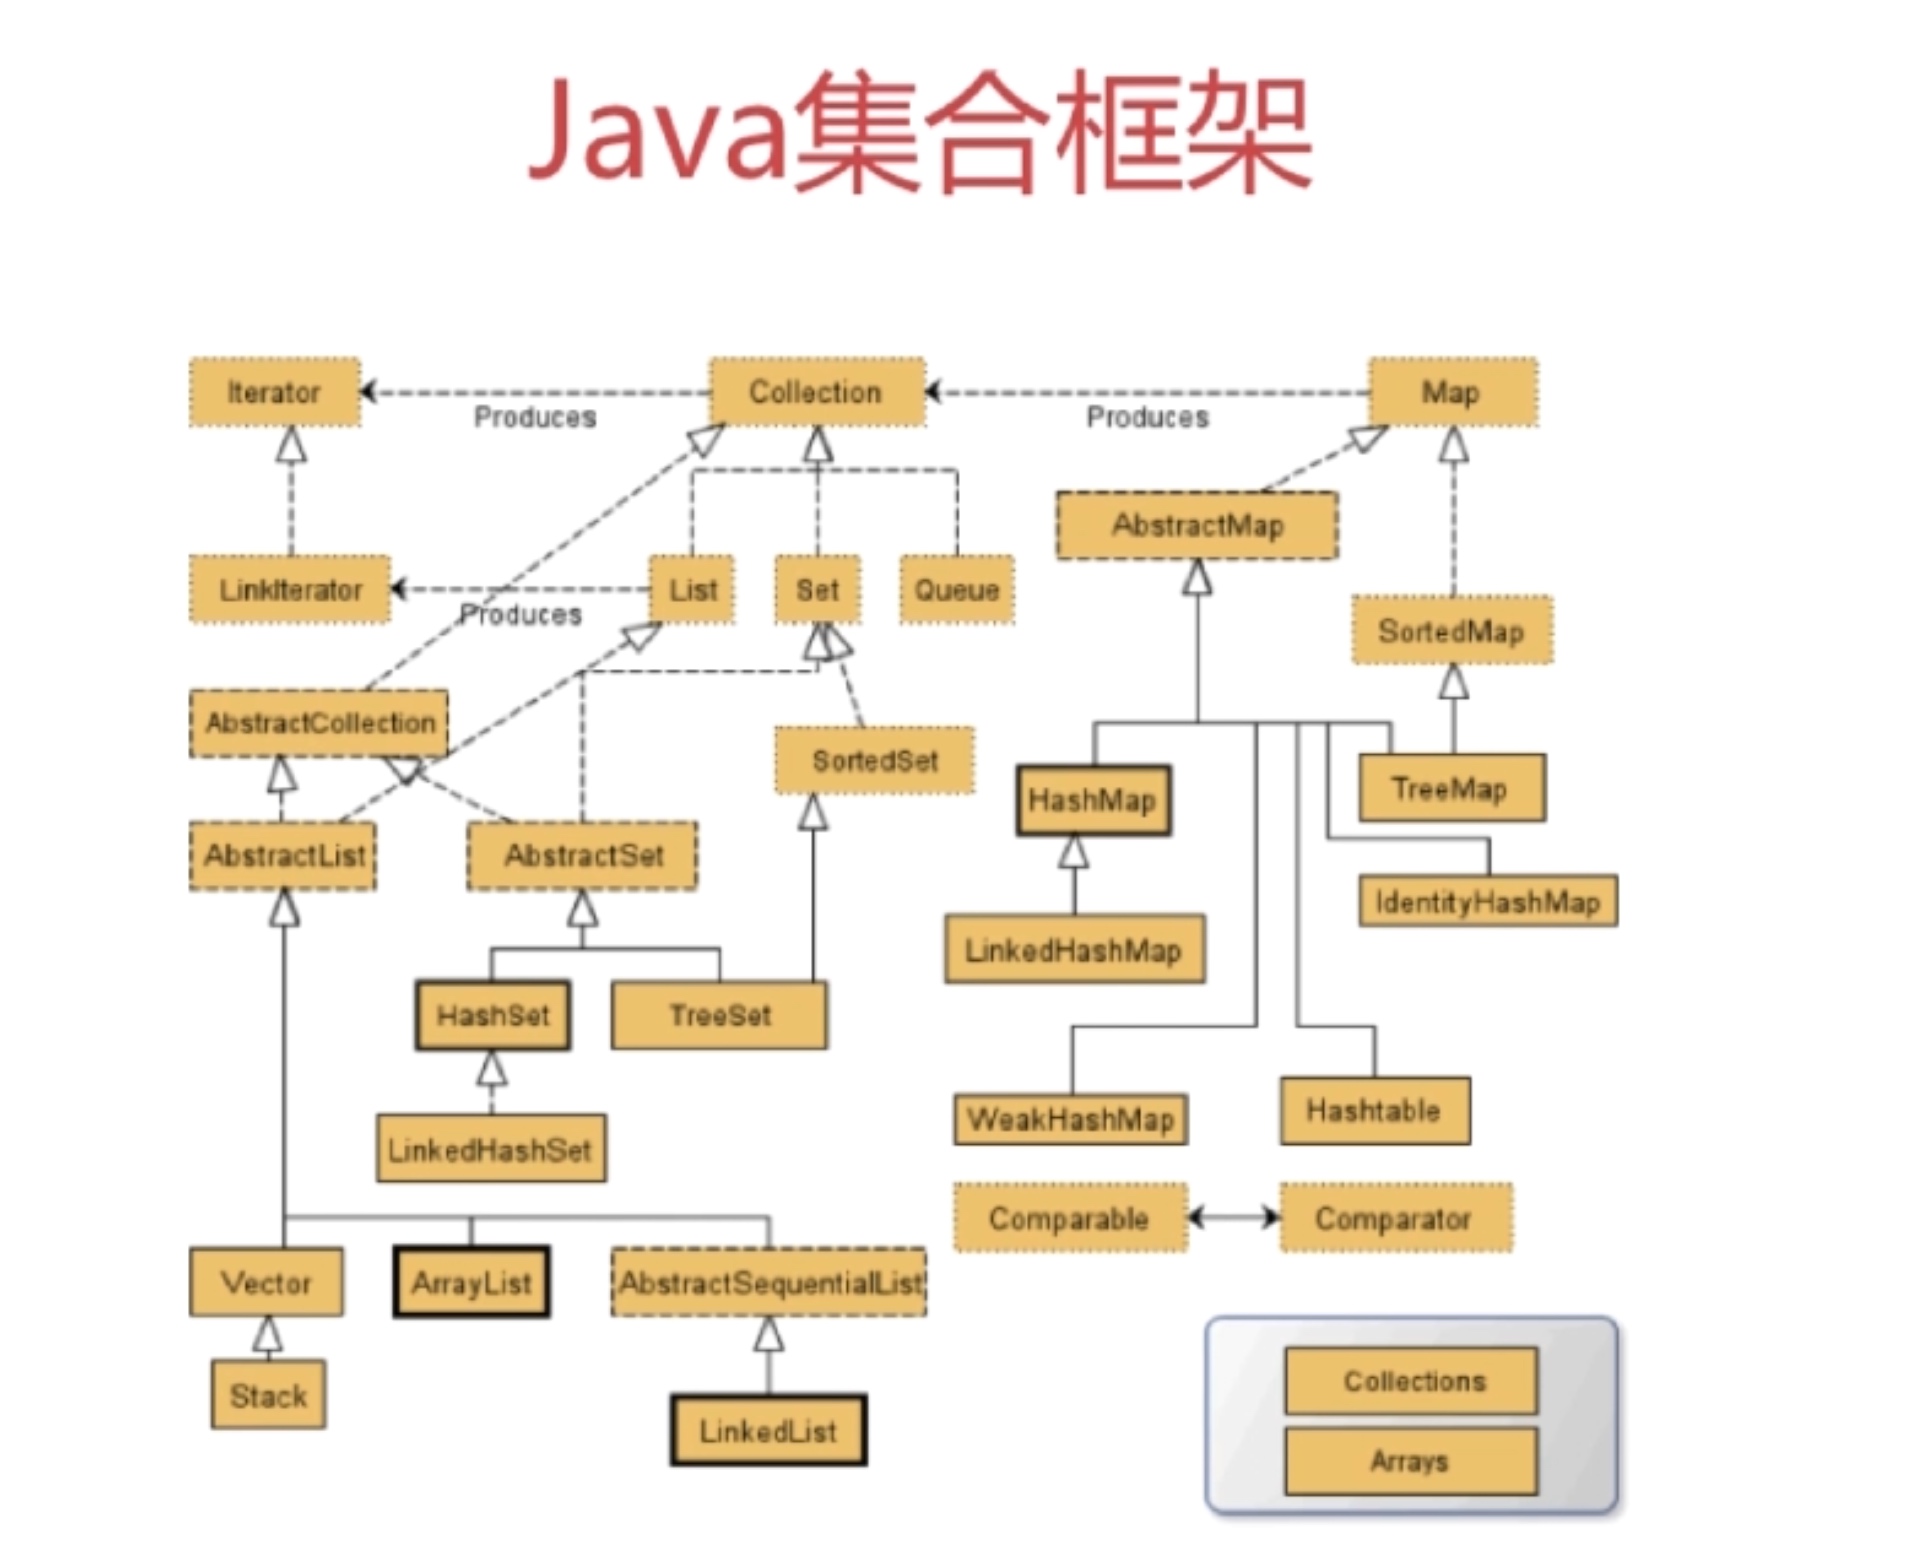 Java集合框架
Iterator
Produces
Collection
Produces
Map
AbstractMap
LinkIterator
Produces
List
Set
Queue
SortedMap
AbstractCollection
SortedSet
HashMap
TreeMap
AbstractList
AbstractSet
IdentityHashMap
LinkedHashMap
HashSet
TreeSet
WeakHashMap
Hashtable
LinkedHashSet
Comparable
Comparator
Vector
ArrayList
AbstractSequentialList
Stack
LinkedList
Collections
Arrays